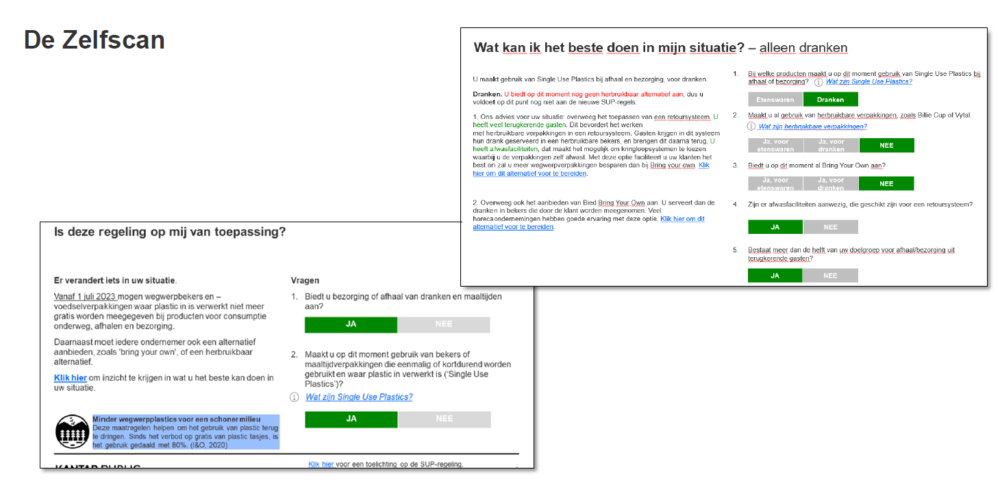 De Zelfscan
Wat kan ik het beste doen in mijn situatie? – alleen dranken
U maakt gebruik van Single Use Plastics bij afhaal en bezorging, voor dranken.
Dranken. U biedt op dit moment nog geen herbruikbaar alternatief aan, dus u
voldoet op dit punt nog niet aan de nieuwe SUP-regels.
1. Ons advies voor uw situatie: overweeg het toepassen van een retoursysteem. U
heeft veel terugkerende gasten. Dit bevordert het werken
met herbruikbare verpakkingen in een retoursysteem. Gasten krijgen in dit systeem
hun drank geserveerd in een herbruikbare bekers, en brengen dit daarna terug. U
heeft afwasfaciliteiten, dat maakt het mogelijk om kringloopsystemen te kiezen
waarbij u de verpakkingen zelf afwast. Met deze optie faciliteert u uw klanten het
best en zal u meer wegwerpverpakkingen besparen dan bij Bring your own. Klik
hier om dit alternatief voor te bereiden.
2. Overweeg ook het aanbieden van Bied Bring Your Own aan. U serveert dan de
dranken in bekers die door de klant worden meegenomen. Veel
horecaondernemingen hebben goede ervaring met deze optie. Klik hier om dit
alternatief voor te bereiden.
1. Bij welke producten maakt u op dit moment gebruik van Single Use Plastics bij
afhaal of bezorging? Wat zijn Single Use Plastics?
Etenswaren Dranken
2. Maakt u al gebruik van herbruikbare verpakkingen, zoals Billie Cup of Vytal.
Wat zijn herbruikbare verpakkingen?
Ja, voor etenswaren Ja, voor dranken NEE
3. Biedt u op dit moment al Bring Your Own aan?
Ja, voor etenswaren Ja, voor dranken NEE
4. Zijn er afwasfaciliteiten aanwezig, die geschikt zijn voor een retoursysteem?
JA NEE
5. Bestaat meer dan de helft van uw doelgroep voor afhaal/bezorging uit
terugkerende gasten?
JA NEE
Is deze regeling op mij van toepassing?
Er verandert iets in uw situatie.
Vanaf 1 juli 2023 mogen wegwerpbekers en –
voedselverpakkingen waar plastic in is verwerkt niet meer
gratis worden meegegeven bij producten voor consumptie
onderweg, afhalen en bezorging.
Daarnaast moet iedere ondernemer ook een alternatief
aanbieden, zoals 'bring your own', of een herbruikbaar
alternatief.
Klik hier om inzicht te krijgen in wat u het beste kan doen in
uw situatie.
Minder wegwerpplastics voor een schoner milieu
Deze maatregelen helpen om het gebruik van plastic terug
te dringen. Sinds het verbod op gratis van plastic tasjes, is
het gebruik gedaald met 80%. (I&O, 2020)
Vragen
1. Biedt u bezorging of afhaal van dranken en maaltijden
aan?
JA NEE
2. Maakt u op dit moment gebruik van bekers of
maaltijdverpakkingen die eenmalig of kortdurend worden
gebruikt en waar plastic in verwerkt is (‘Single Use
Plastics’)?
Wat zijn Single Use Plastics?
JA NEE
KANTAR PUBLIC
Klik hier voor een toelichting op de SUP-regeling.